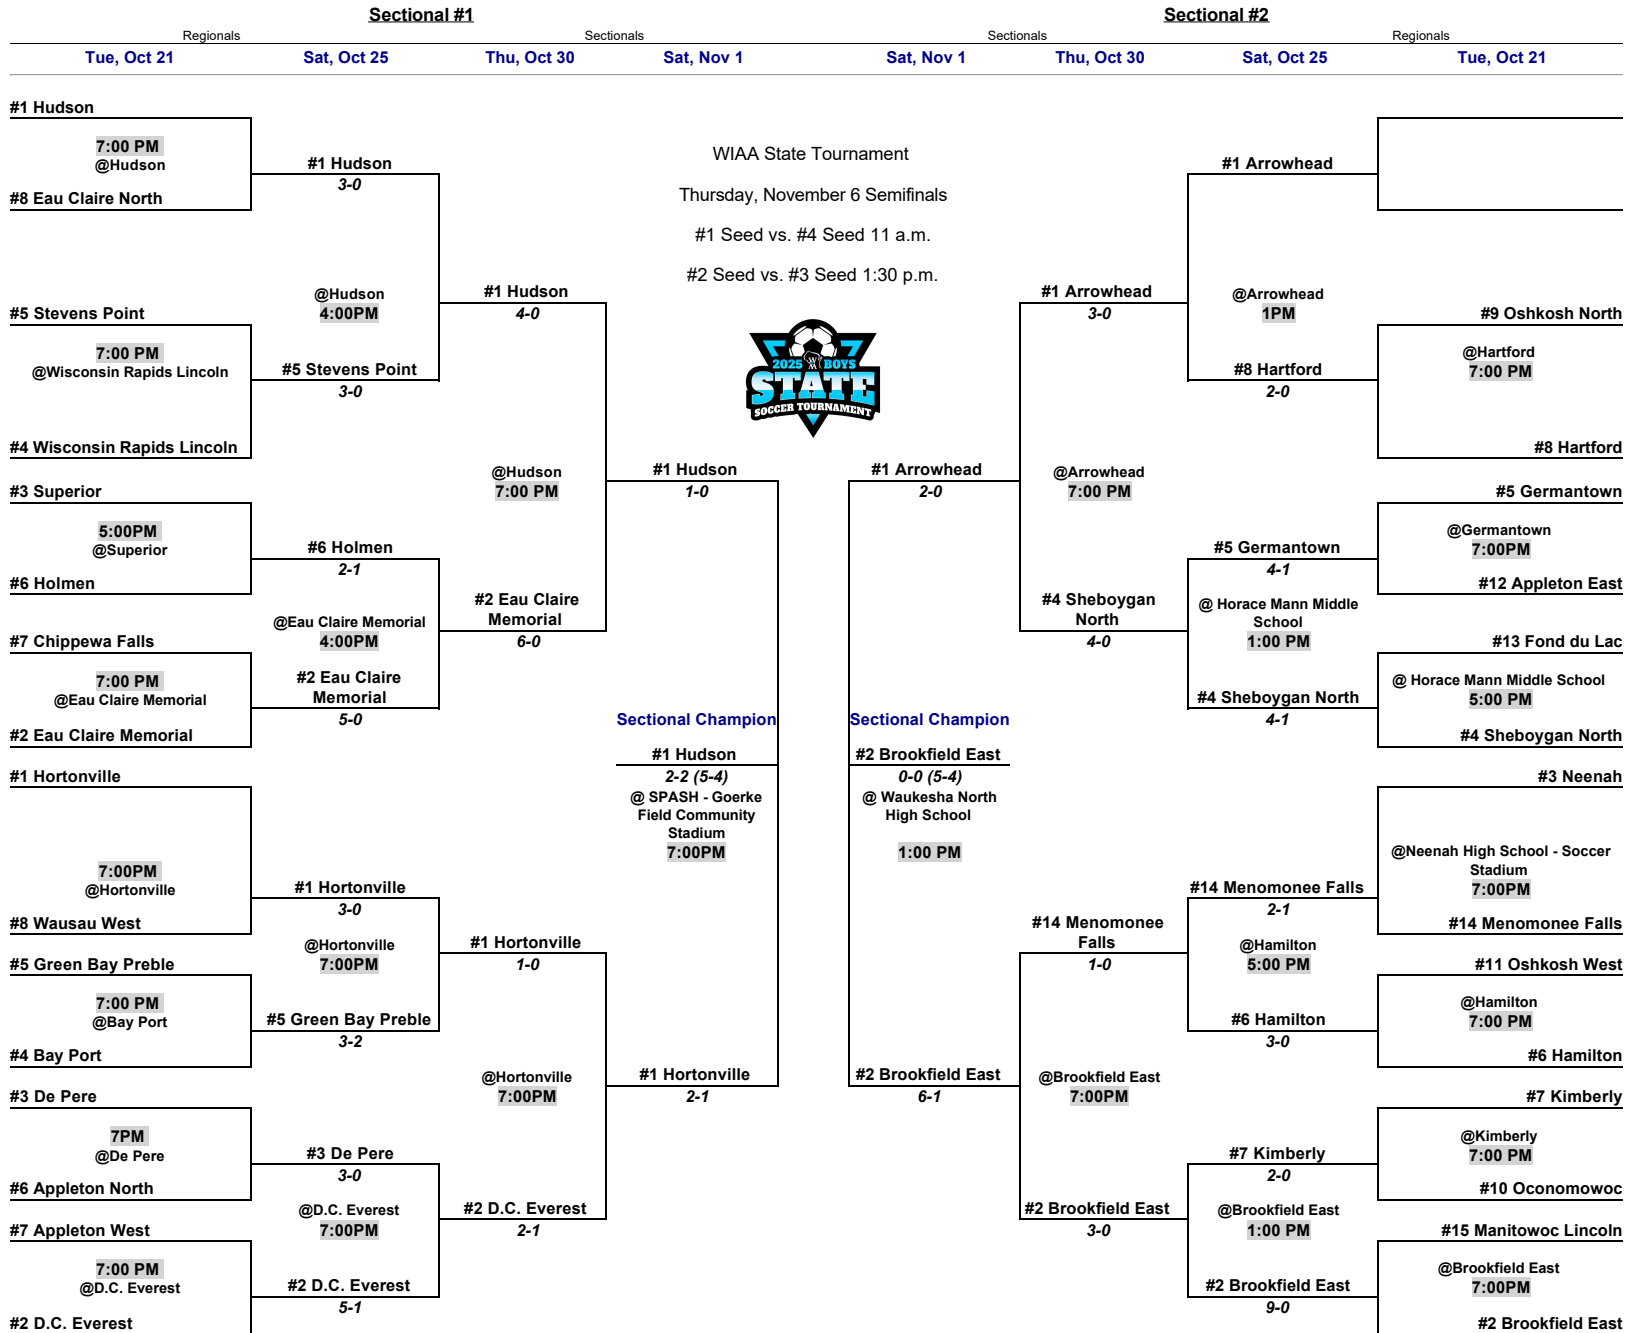 Sectional #1
Sectional #2
Regionals
Sectionals
Sectionals
Regionals
Tue, Oct 21
Sat, Oct 25
Thu, Oct 30
Sat, Nov 1
Sat, Nov 1
Thu, Oct 30
Sat, Oct 25
Tue, Oct 21
#1 Hudson
7:00 PM
@Hudson
#8 Eau Claire North
#5 Stevens Point
7:00 PM
@Wisconsin Rapids Lincoln
#4 Wisconsin Rapids Lincoln
#3 Superior
5:00PM
@Superior
#6 Holmen
#7 Chippewa Falls
7:00 PM
@Eau Claire Memorial
#2 Eau Claire Memorial
#1 Hortonville
7:00PM
@Hortonville
#8 Wausau West
#5 Green Bay Preble
7:00 PM
@Bay Port
#4 Bay Port
#3 De Pere
7PM
@De Pere
#6 Appleton North
#7 Appleton West
7:00 PM
@D.C. Everest
#2 D.C. Everest
#1 Hudson
3-0
@Hudson
4:00PM
#5 Stevens Point
3-0
#6 Holmen
2-1
@Eau Claire Memorial
4:00PM
#2 Eau Claire
Memorial
5-0
#1 Hortonville
3-0
@Hortonville
7:00PM
#5 Green Bay Preble
3-2
#3 De Pere
3-0
@D.C. Everest
7:00PM
#2 D.C. Everest
5-1
#1 Hudson
4-0
@Hudson
7:00 PM
#2 Eau Claire
Memorial
6-0
#1 Hortonville
1-0
@Hortonville
7:00PM
#2 D.C. Everest
2-1
#1 Hudson
1-0
Sectional Champion
#1 Hudson
2-2 (5-4)
@ SPASH - Goerke
Field Community
Stadium
7:00PM
#1 Hortonville
2-1
WIAA State Tournament
Thursday, November 6 Semifinals
#1 Seed vs. #4 Seed 11 a.m.
#2 Seed vs. #3 Seed 1:30 p.m.
2025 BOYS
STATE
SOCCER TOURNAMENT
#1 Arrowhead
2-0
Sectional Champion
#2 Brookfield East
0-0 (5-4)
@ Waukesha North
High School
1:00 PM
#2 Brookfield East
6-1
#1 Arrowhead
3-0
@Arrowhead
7:00 PM
#4 Sheboygan
North
4-0
#14 Menomonee
Falls
1-0
@Brookfield East
7:00PM
#2 Brookfield East
3-0
#1 Arrowhead
@Arrowhead
1PM
#8 Hartford
2-0
#5 Germantown
4-1
@ Horace Mann Middle
School
1:00 PM
#4 Sheboygan North
4-1
#14 Menomonee Falls
2-1
@Hamilton
5:00 PM
#6 Hamilton
3-0
#7 Kimberly
2-0
@Brookfield East
1:00 PM
#2 Brookfield East
9-0
#9 Oshkosh North
@Hartford
7:00 PM
#8 Hartford
#5 Germantown
@Germantown
7:00PM
#12 Appleton East
#13 Fond du Lac
@ Horace Mann Middle School
5:00 PM
#4 Sheboygan North
#3 Neenah
@Neenah High School - Soccer
Stadium
7:00PM
#14 Menomonee Falls
#11 Oshkosh West
@Hamilton
7:00 PM
#6 Hamilton
#7 Kimberly
@Kimberly
7:00 PM
#10 Oconomowoc
#15 Manitowoc Lincoln
@Brookfield East
7:00PM
#2 Brookfield East